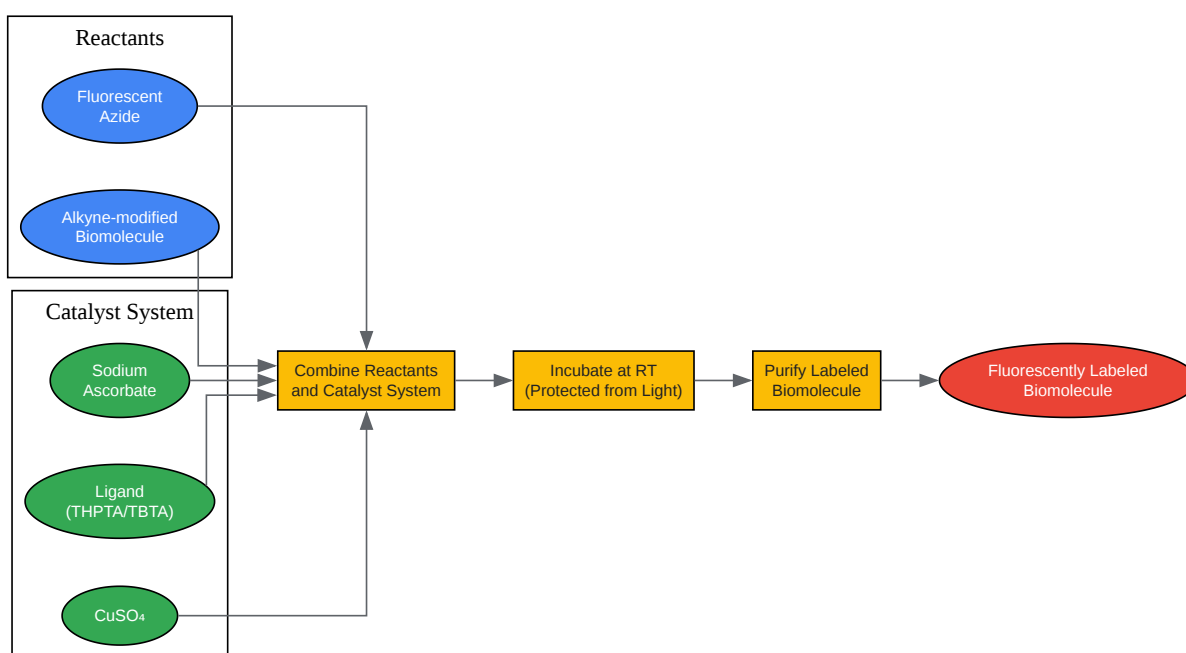 Reactants
Fluorescent
Azide
Alkyne-modified
Biomolecule
Catalyst System
Sodium
Ascorbate
Ligand
(THPTA/TBTA)
CuSO₄
Combine Reactants
and Catalyst System
Incubate at RT
(Protected from Light)
Purify Labeled
Biomolecule
Fluorescently Labeled
Biomolecule